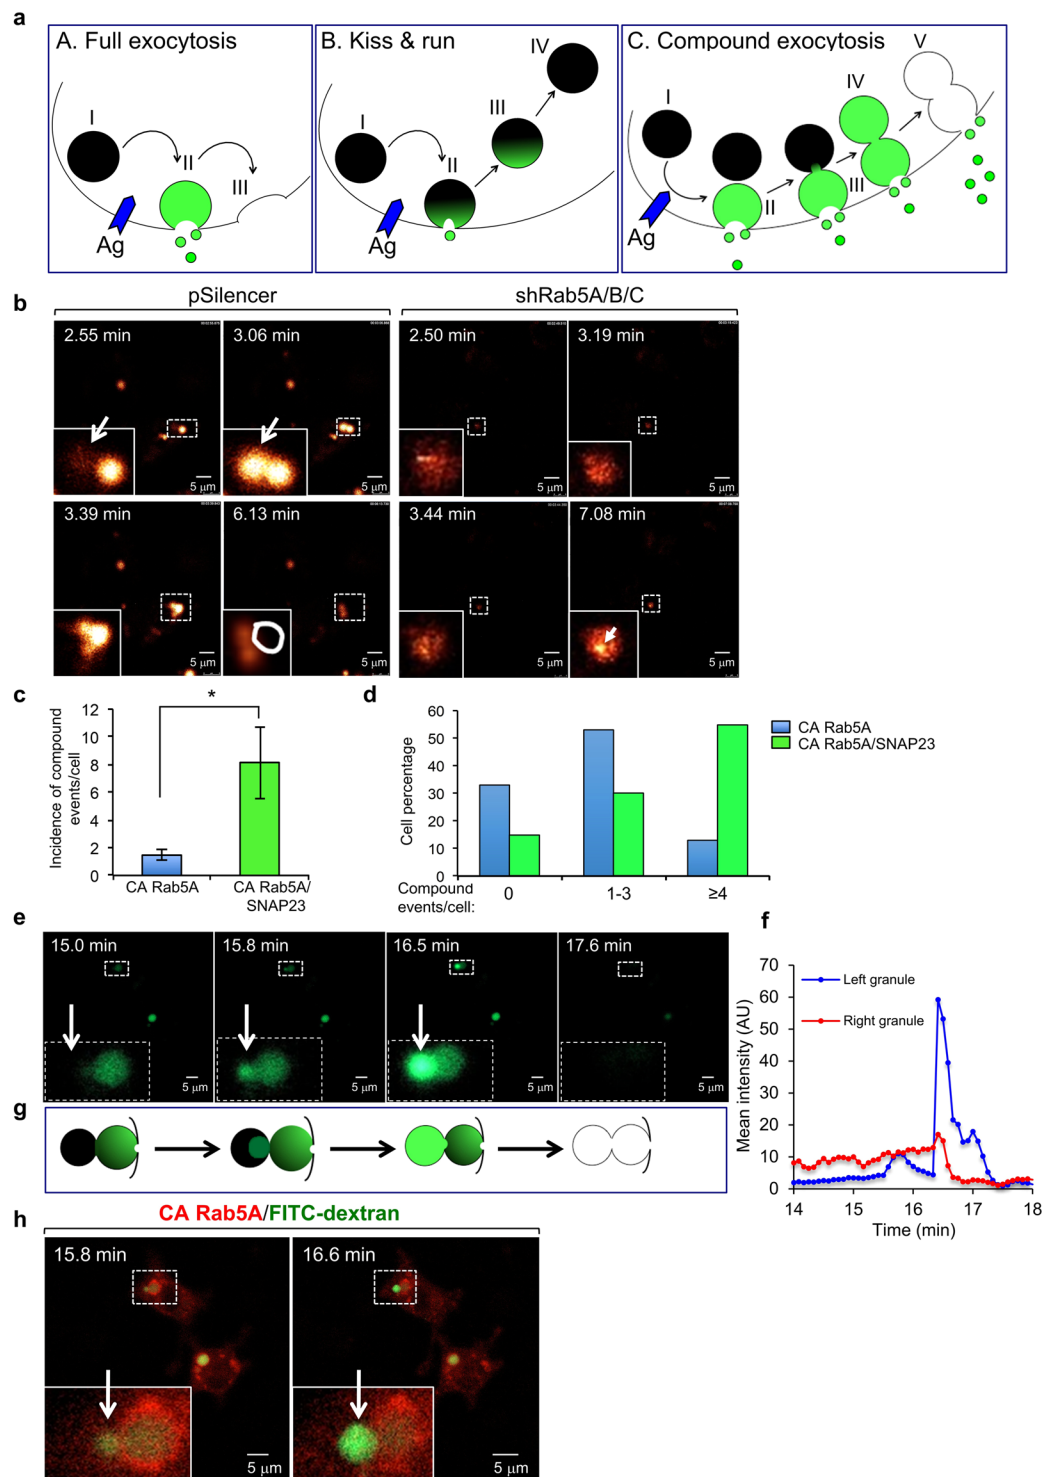 a
A. Full exocytosis
I
II
III
Ag
B. Kiss & run
I
II
III
IV
Ag
C. Compound exocytosis
I
II
III
IV
V
Ag
b
pSilencer
shRab5A/B/C
2.55 min
5 μm
3.06 min
5 μm
2.50 min
5 μm
3.19 min
5 μm
3.39 min
5 μm
6.13 min
5 μm
3.44 min
5 μm
7.08 min
5 μm
c
Incidence of compound
events/cell
12
10
8
6
4
2
0
*
CA Rab5A
CA Rab5A/
SNAP23
d
Cell percentage
60
50
40
30
20
10
0
Compound
events/cell:
0
1-3
≥4
CA Rab5A
CA Rab5A/SNAP23
e
15.0 min
5 μm
15.8 min
5 μm
16.5 min
5 μm
17.6 min
5 μm
f
Mean intensity (AU)
70
60
50
40
30
20
10
0
Left granule
Right granule
14
15
16
17
18
Time (min)
g
h
CA Rab5A/FITC-dextran
15.8 min
5 μm
16.6 min
5 μm